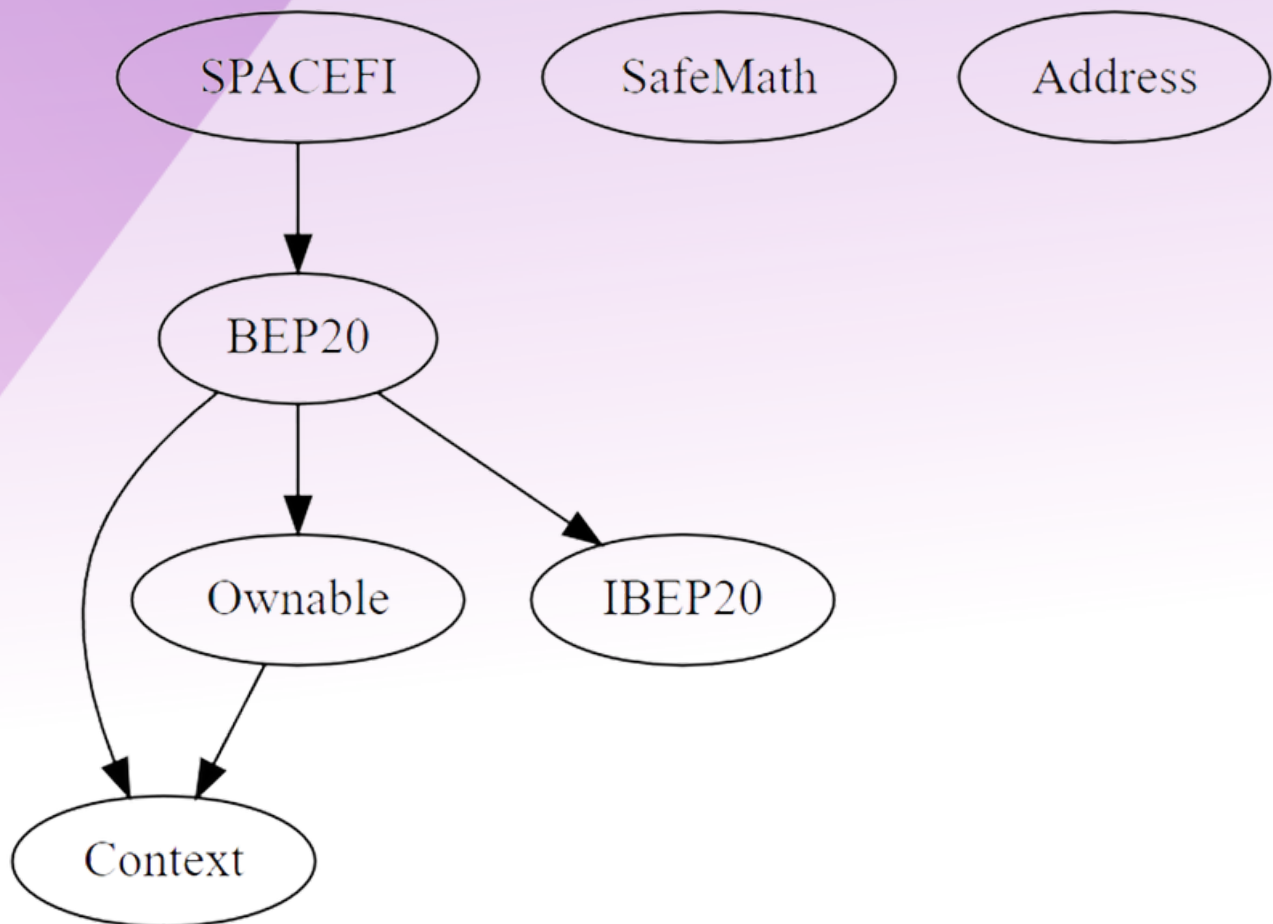 SPACEFI
SafeMath
Address
BEP20
Ownable
IBEP20
Context